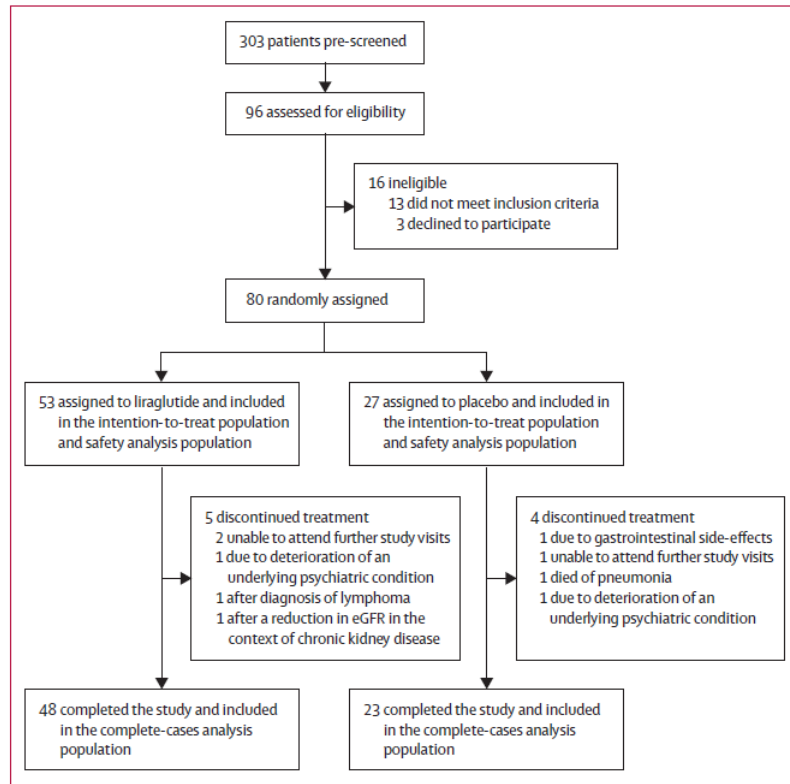 303 patients pre-screened
96 assessed for eligibility
16 ineligible
13 did not meet inclusion criteria
3 declined to participate
80 randomly assigned
53 assigned to liraglutide and included
in the intention-to-treat population
and safety analysis population
27 assigned to placebo and included in
the intention-to-treat population
and safety analysis population
5 discontinued treatment
2 unable to attend further study visits
1 due to deterioration of an
underlying psychiatric condition
1 after diagnosis of lymphoma
1 after a reduction in eGFR in the
context of chronic kidney disease
4 discontinued treatment
1 due to gastrointestinal side-effects
1 unable to attend further study visits
1 died of pneumonia
1 due to deterioration of an
underlying psychiatric condition
48 completed the study and included
in the complete-cases analysis
population
23 completed the study and included
in the complete-cases analysis
population